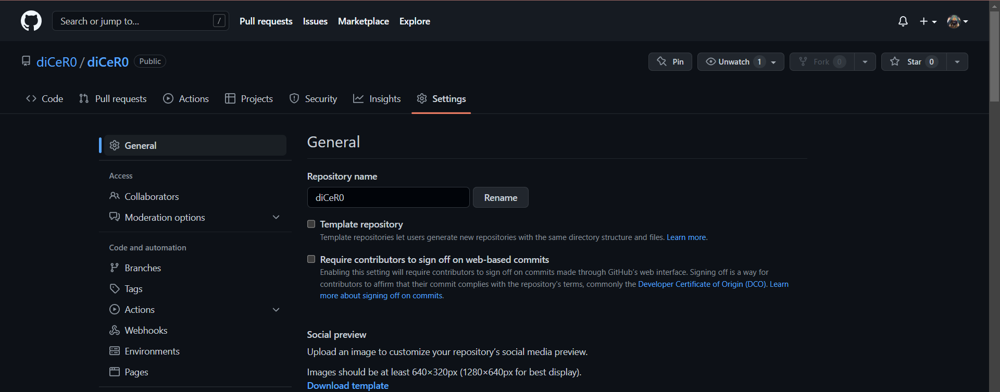 Search or jump to... /
Pull requests Issues Marketplace Explore
diCeR0 / diCeR0 Public
Pin Unwatch 1 Fork 0 Star 0
Code Pull requests Actions Projects Security Insights Settings
General
Access
Collaborators
Moderation options
Code and automation
Branches
Tags
Actions
Webhooks
Environments
Pages
General
Repository name
diCeR0 Rename
Template repository
Template repositories let users generate new repositories with the same directory structure and files. Learn more.
Require contributors to sign off on web-based commits
Enabling this setting will require contributors to sign off on commits made through GitHub’s web interface. Signing off is a way for
contributors to affirm that their commit complies with the repository's terms, commonly the Developer Certificate of Origin (DCO). Learn
more about signing off on commits.
Social preview
Upload an image to customize your repository’s social media preview.
Images should be at least 640×320px (1280×640px for best display).
Download template